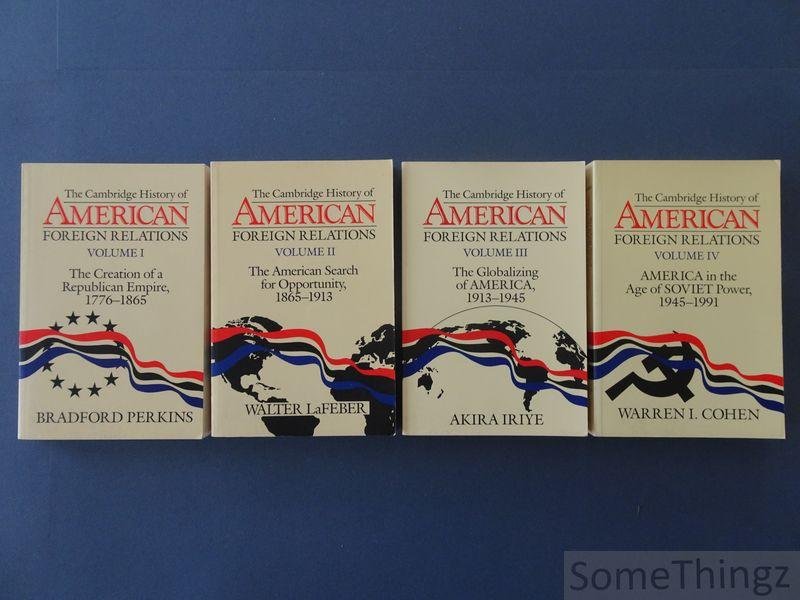 The Cambridge History of
AMERICAN
FOREIGN RELATIONS
VOLUME I
The Creation of a
Republican Empire,
1776–1865
BRADFORD PERKINS
The Cambridge History of
AMERICAN
FOREIGN RELATIONS
VOLUME II
The American Search
for Opportunity,
1865–1913
WALTER LaFEBER
The Cambridge History of
AMERICAN
FOREIGN RELATIONS
VOLUME III
The Globalizing
of AMERICA,
1913–1945
AKIRA IRIYE
The Cambridge History of
AMERICAN
FOREIGN RELATIONS
VOLUME IV
AMERICA in the
Age of SOVIET Power,
1945–1991
WARREN I. COHEN
SomeThingz